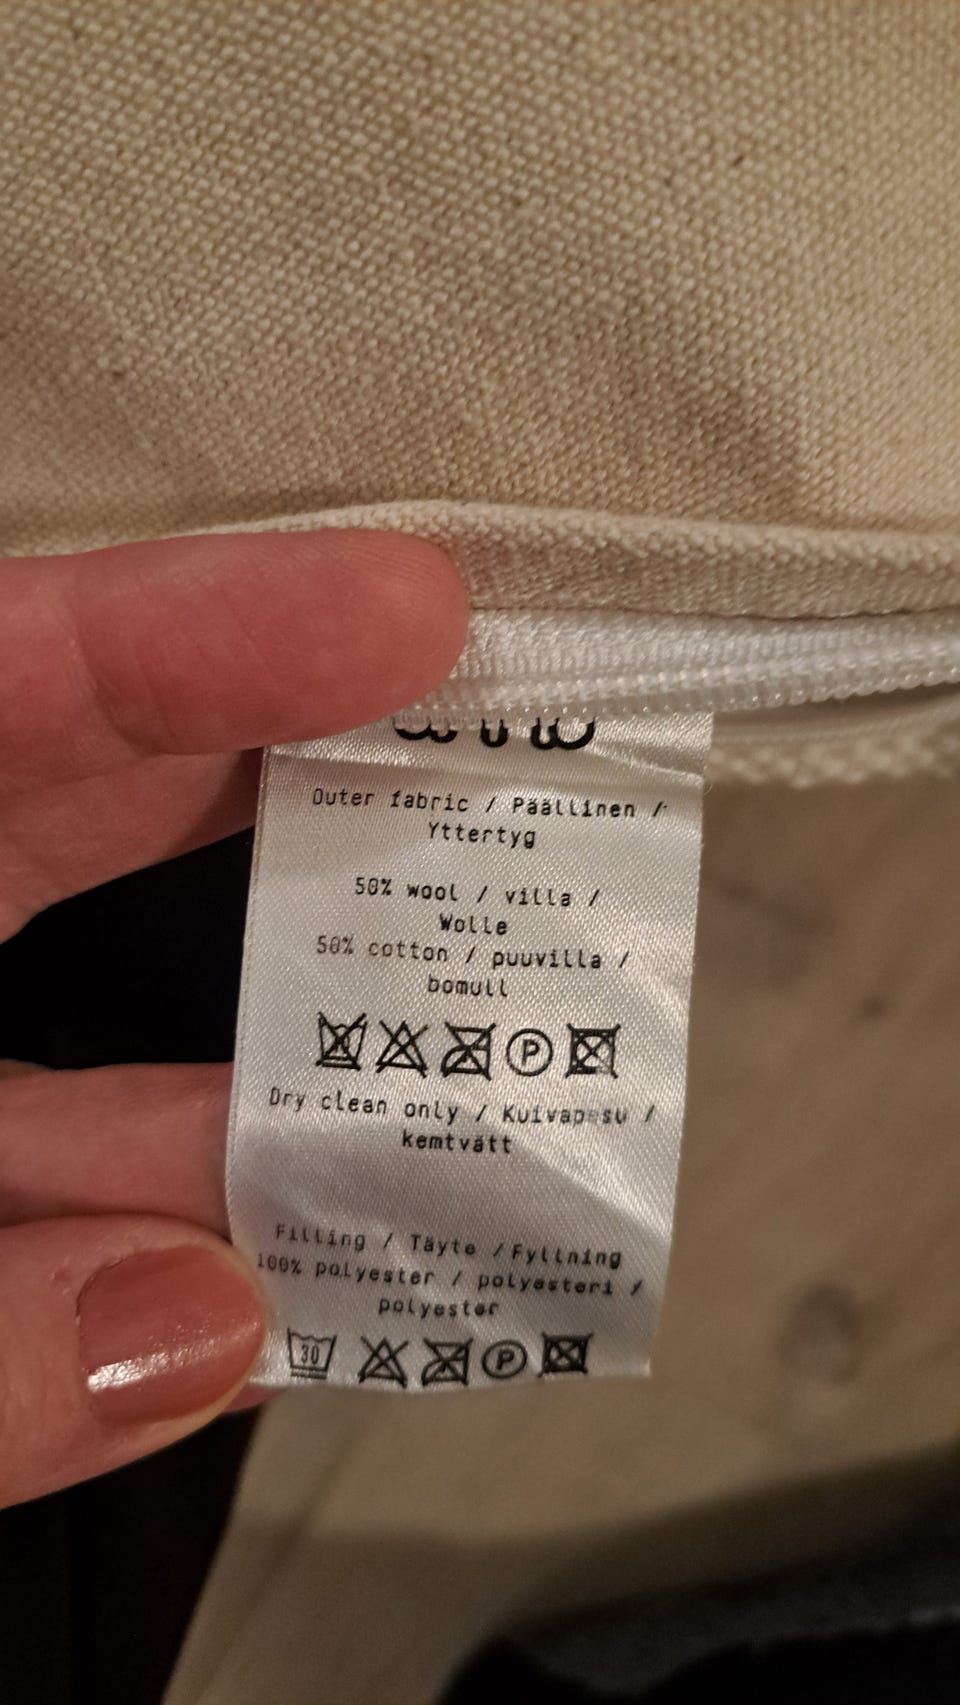 Outer fabric / Päällinen /
Yttertyg
50% wool / villa /
Wolle
50% cotton / puuvilla /
bomull
P
Dry clean only / Kuivapesu /
kemtvätt
Filling / Täyte / Fyllning
100% polyester / polyesteri /
polyester
30
P